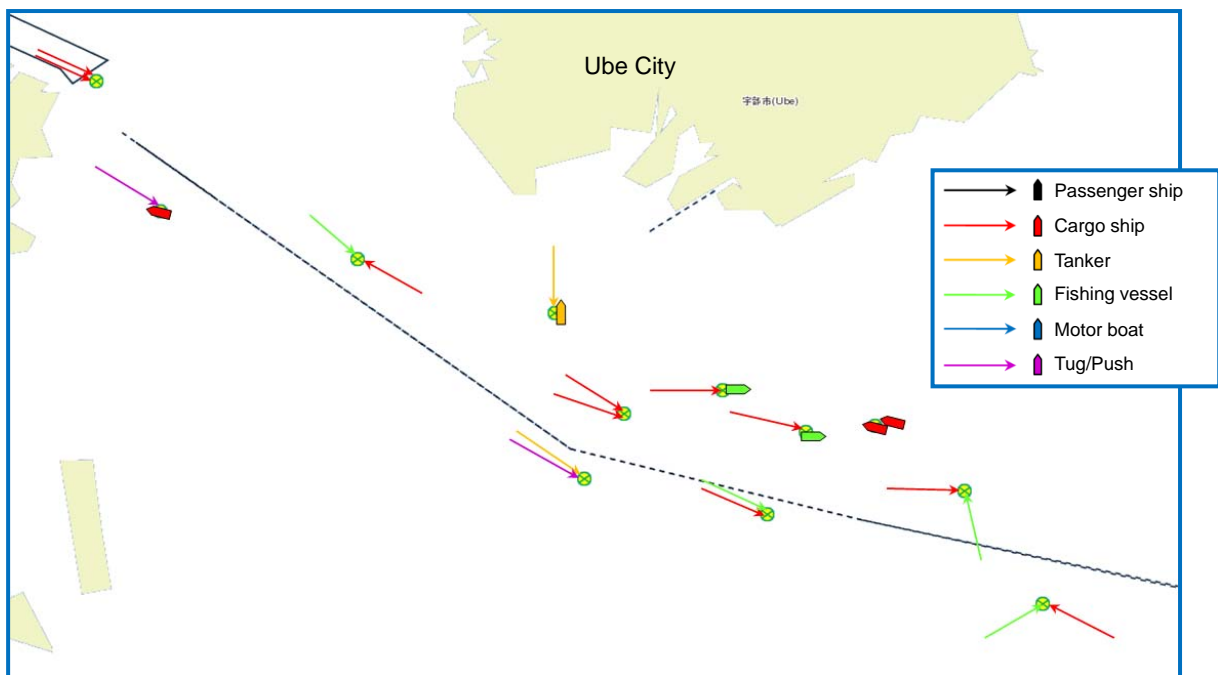 Ube City
宇部市(Ube)
Passenger ship
Cargo ship
Tanker
Fishing vessel
Motor boat
Tug/Push